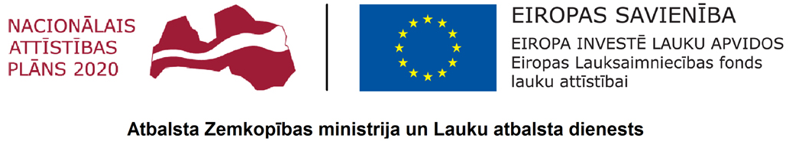 NACIONĀLAIS
ATTĪSTĪBAS
PLĀNS 2020
EIROPAS SAVIENĪBA
EIROPA INVESTĒ LAUKU APVIDOS
Eiropas Lauksaimniecības fonds
lauku attīstībai
Atbalsta Zemkopības ministrija un Lauku atbalsta dienests